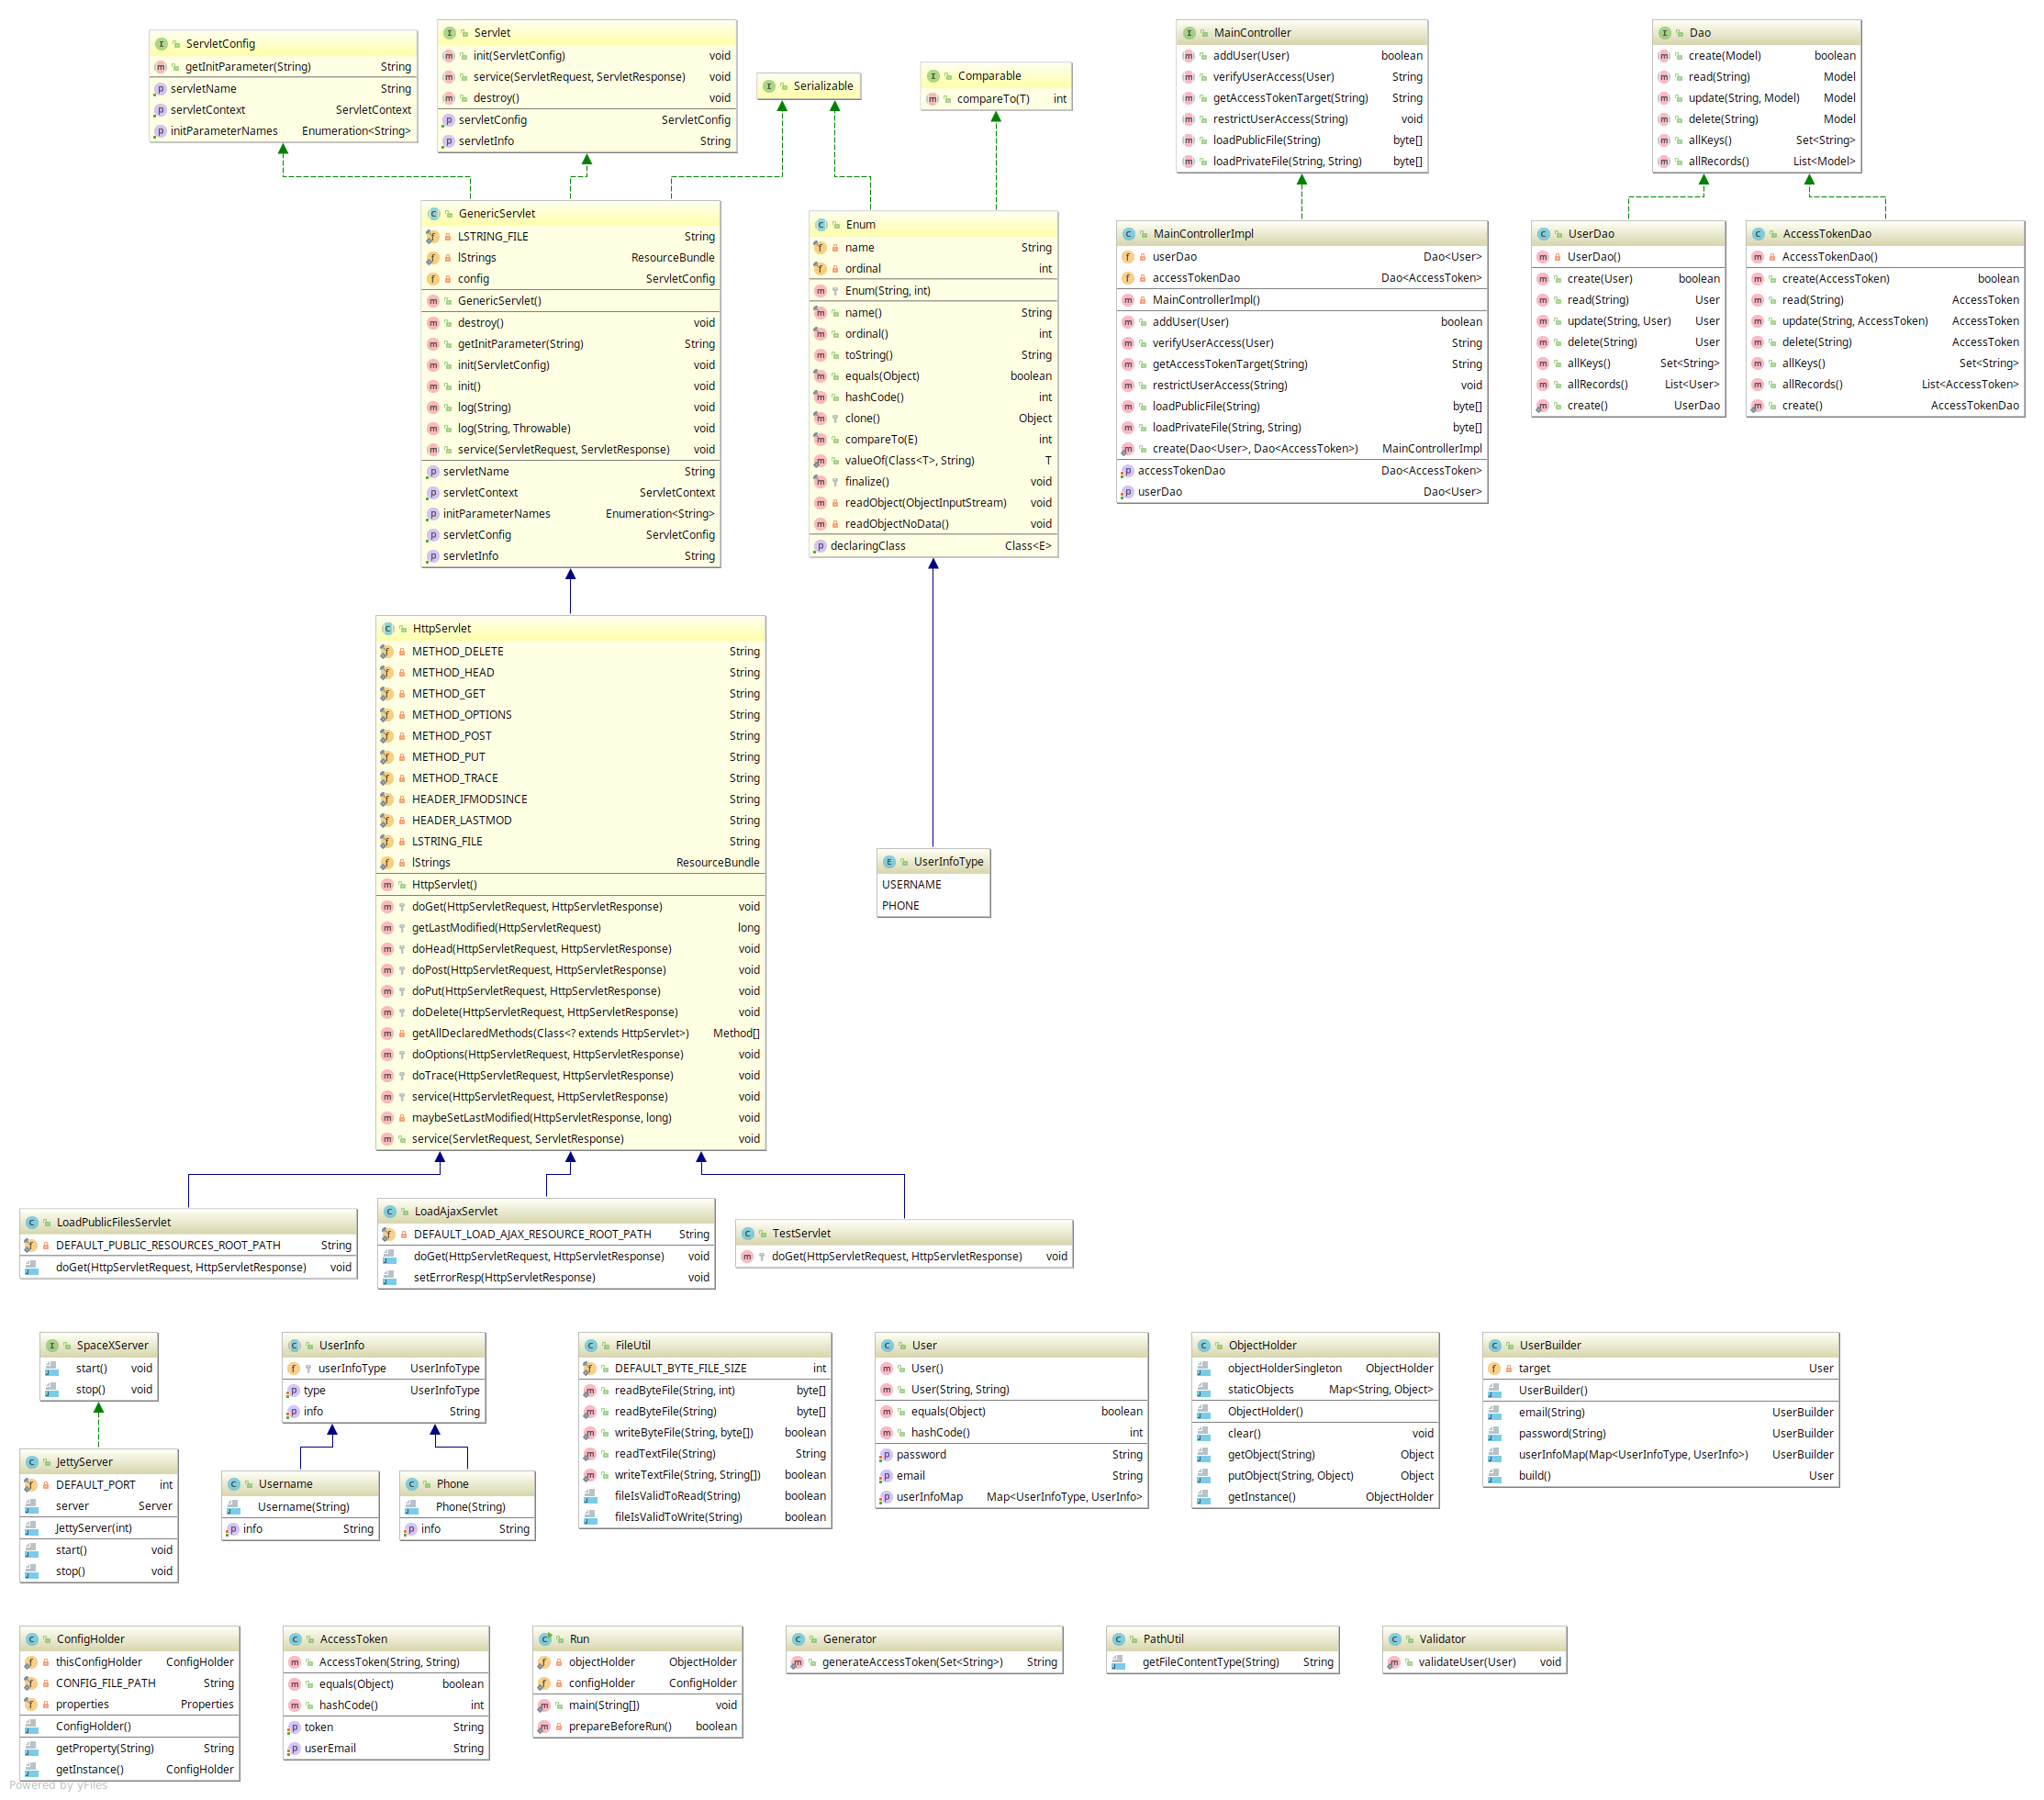 ServletConfig
getInitParameter(String) String
servletName String
servletContext ServletContext
initParameterNames Enumeration<String>
Servlet
init(ServletConfig) void
service(ServletRequest, ServletResponse) void
destroy() void
servletConfig ServletConfig
servletInfo String
Serializable
Comparable
compareTo(T) int
MainController
addUser(User) boolean
verifyUserAccess(User) String
getAccessTokenTarget(String) String
restrictUserAccess(String) void
loadPublicFile(String) byte[]
loadPrivateFile(String, String) byte[]
Dao
create(Model) boolean
read(String) Model
update(String, Model) Model
delete(String) Model
allKeys() Set<String>
allRecords() List<Model>
GenericServlet
LSTRING_FILE String
lStrings ResourceBundle
config ServletConfig
GenericServlet()
destroy() void
getInitParameter(String) String
init(ServletConfig) void
init() void
log(String) void
log(String, Throwable) void
service(ServletRequest, ServletResponse) void
servletName String
servletContext ServletContext
initParameterNames Enumeration<String>
servletConfig ServletConfig
servletInfo String
Enum
name String
ordinal int
Enum(String, int)
name() String
ordinal() int
toString() String
equals(Object) boolean
hashCode() int
clone() Object
compareTo(E) int
valueOf(Class<T>, String) T
finalize() void
readObject(ObjectInputStream) void
readObjectNoData() void
declaringClass Class<E>
MainControllerImpl
userDao Dao<User>
accessTokenDao Dao<AccessToken>
MainControllerImpl()
addUser(User) boolean
verifyUserAccess(User) String
getAccessTokenTarget(String) String
restrictUserAccess(String) void
loadPublicFile(String) byte[]
loadPrivateFile(String, String) byte[]
create(Dao<User>, Dao<AccessToken>) MainControllerImpl
accessTokenDao Dao<AccessToken>
userDao Dao<User>
UserDao
UserDao()
create(User) boolean
read(String) User
update(String, User) User
delete(String) User
allKeys() Set<String>
allRecords() List<User>
create() UserDao
AccessTokenDao
AccessTokenDao()
create(AccessToken) boolean
read(String) AccessToken
update(String, AccessToken) AccessToken
delete(String) AccessToken
allKeys() Set<String>
allRecords() List<AccessToken>
create() AccessTokenDao
HttpServlet
METHOD_DELETE String
METHOD_HEAD String
METHOD_GET String
METHOD_OPTIONS String
METHOD_POST String
METHOD_PUT String
METHOD_TRACE String
HEADER_IFMODSINCE String
HEADER_LASTMOD String
LSTRING_FILE String
lStrings ResourceBundle
HttpServlet()
doGet(HttpServletRequest, HttpServletResponse) void
getLastModified(HttpServletRequest) long
doHead(HttpServletRequest, HttpServletResponse) void
doPost(HttpServletRequest, HttpServletResponse) void
doPut(HttpServletRequest, HttpServletResponse) void
doDelete(HttpServletRequest, HttpServletResponse) void
getAllDeclaredMethods(Class<? extends HttpServlet>) Method[]
doOptions(HttpServletRequest, HttpServletResponse) void
doTrace(HttpServletRequest, HttpServletResponse) void
service(HttpServletRequest, HttpServletResponse) void
maybeSetLastModified(HttpServletResponse, long) void
service(ServletRequest, ServletResponse) void
UserInfoType
USERNAME
PHONE
LoadPublicFilesServlet
DEFAULT_PUBLIC_RESOURCES_ROOT_PATH String
doGet(HttpServletRequest, HttpServletResponse) void
LoadAjaxServlet
DEFAULT_LOAD_AJAX_RESOURCE_ROOT_PATH String
doGet(HttpServletRequest, HttpServletResponse) void
setErrorResp(HttpServletResponse) void
TestServlet
doGet(HttpServletRequest, HttpServletResponse) void
SpaceXServer
start() void
stop() void
UserInfo
userInfoType UserInfoType
type UserInfoType
info String
FileUtil
DEFAULT_BYTE_FILE_SIZE int
readByteFile(String, int) byte[]
readByteFile(String) byte[]
writeByteFile(String, byte[]) boolean
readTextFile(String) String
writeTextFile(String, String[]) boolean
fileIsValidToRead(String) boolean
fileIsValidToWrite(String) boolean
User
User()
User(String, String)
equals(Object) boolean
hashCode() int
password String
email String
userInfoMap Map<UserInfoType, UserInfo>
ObjectHolder
objectHolderSingleton ObjectHolder
staticObjects Map<String, Object>
ObjectHolder()
clear() void
getObject(String) Object
putObject(String, Object) Object
getInstance() ObjectHolder
UserBuilder
target User
UserBuilder()
email(String) UserBuilder
password(String) UserBuilder
userInfoMap(Map<UserInfoType, UserInfo>) UserBuilder
build() User
JettyServer
DEFAULT_PORT int
server Server
JettyServer(int)
start() void
stop() void
Username
Username(String)
info String
Phone
Phone(String)
info String
ConfigHolder
thisConfigHolder ConfigHolder
CONFIG_FILE_PATH String
properties Properties
ConfigHolder()
getProperty(String) String
getInstance() ConfigHolder
AccessToken
AccessToken(String, String)
equals(Object) boolean
hashCode() int
token String
userEmail String
Run
objectHolder ObjectHolder
configHolder ConfigHolder
main(String[]) void
prepareBeforeRun() boolean
Generator
generateAccessToken(Set<String>) String
PathUtil
getFileContentType(String) String
Validator
validateUser(User) void
Powered by yFiles